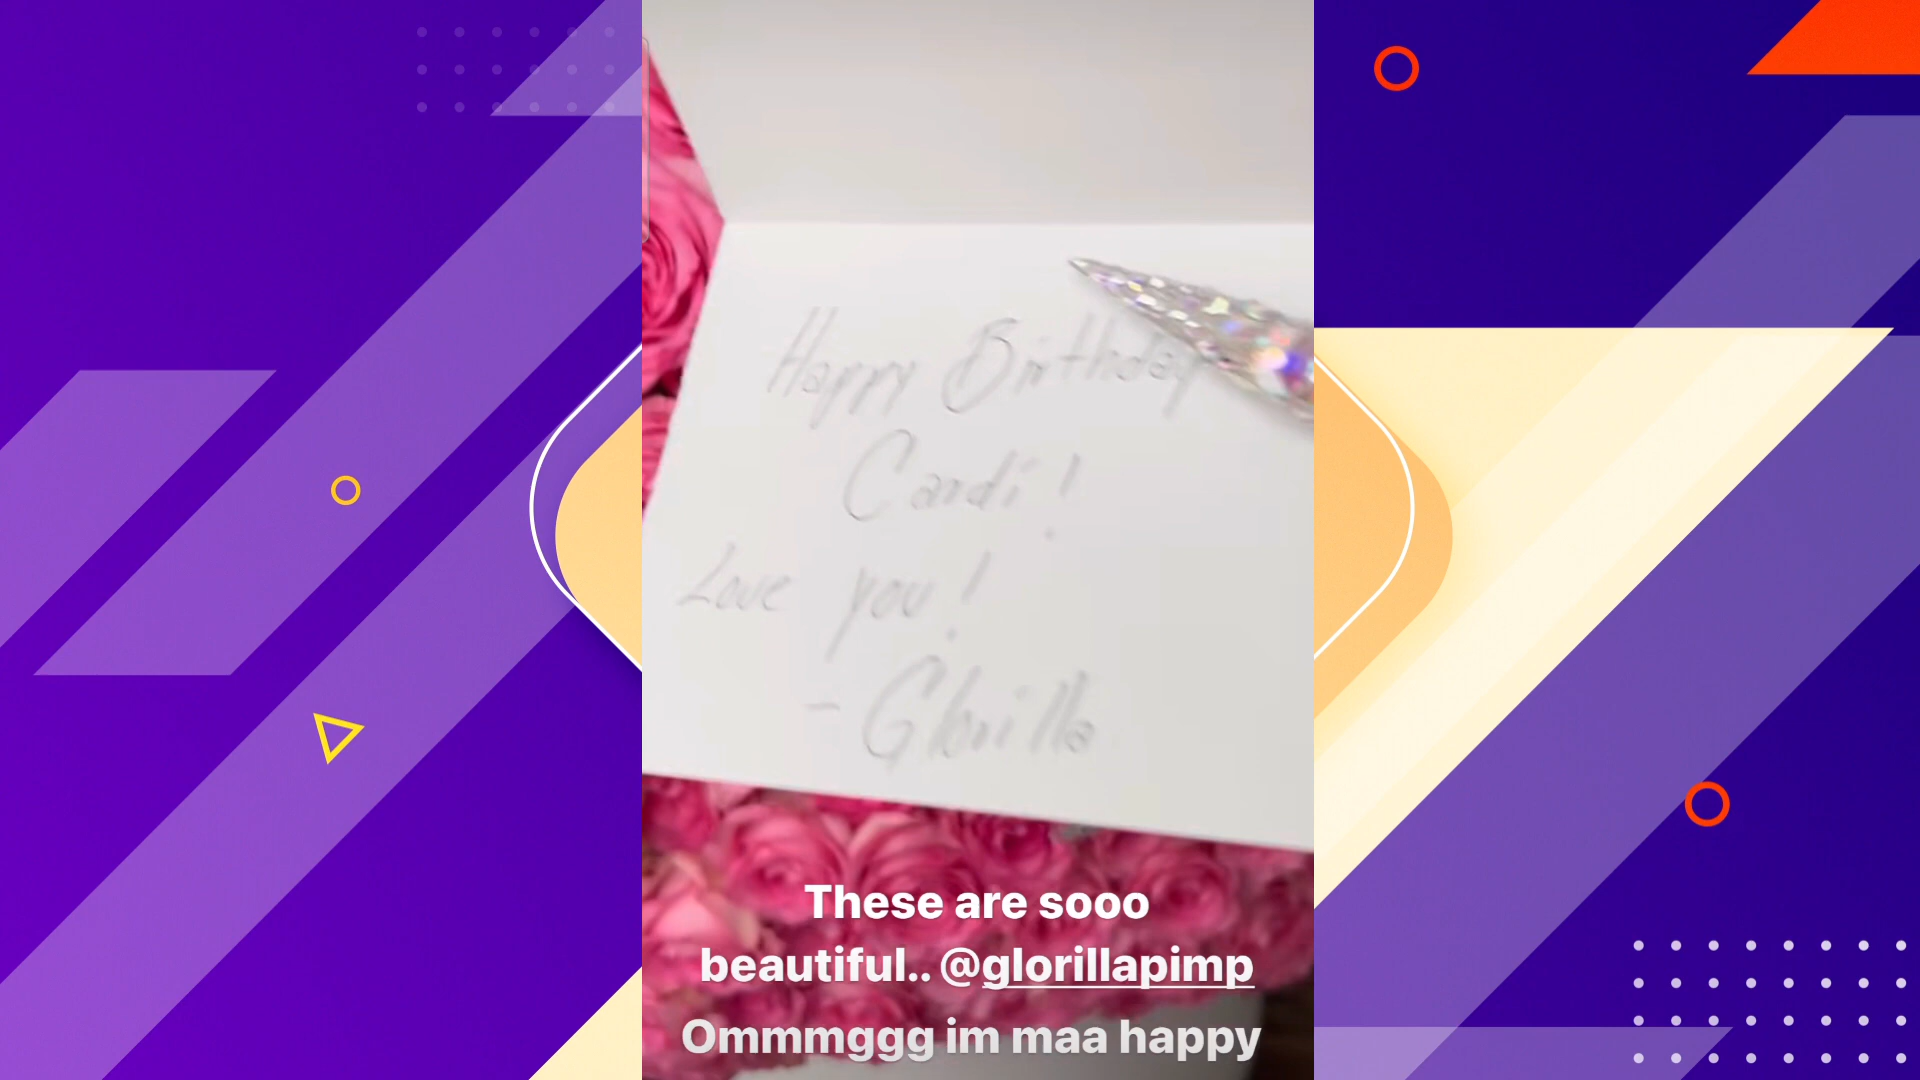 Happy Birthday
Cardi!
Love you!
- Glorilla
These are sooo
beautiful.. @glorillapimp
Ommmggg im maa happy